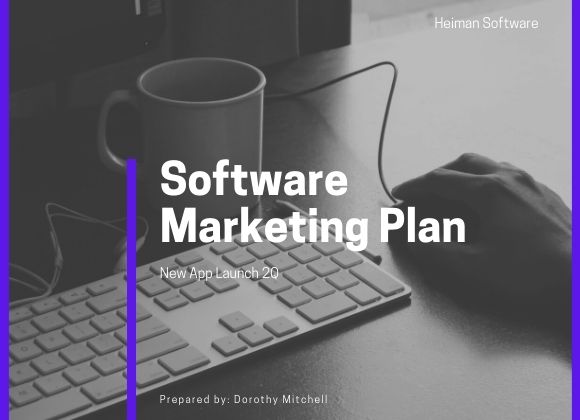 Heiman Software
Software
Marketing Plan
New App Launch 20
Prepared by: Dorothy Mitchell